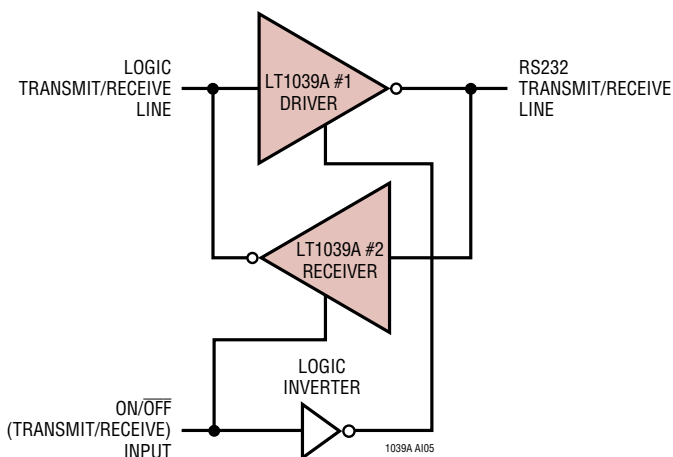 LOGIC
TRANSMIT/RECEIVE
LINE
LT1039A #1
DRIVER
RS232
TRANSMIT/RECEIVE
LINE
LT1039A #2
RECEIVER
LOGIC
INVERTER
ON/OFF
(TRANSMIT/RECEIVE)
INPUT
1039A AI05